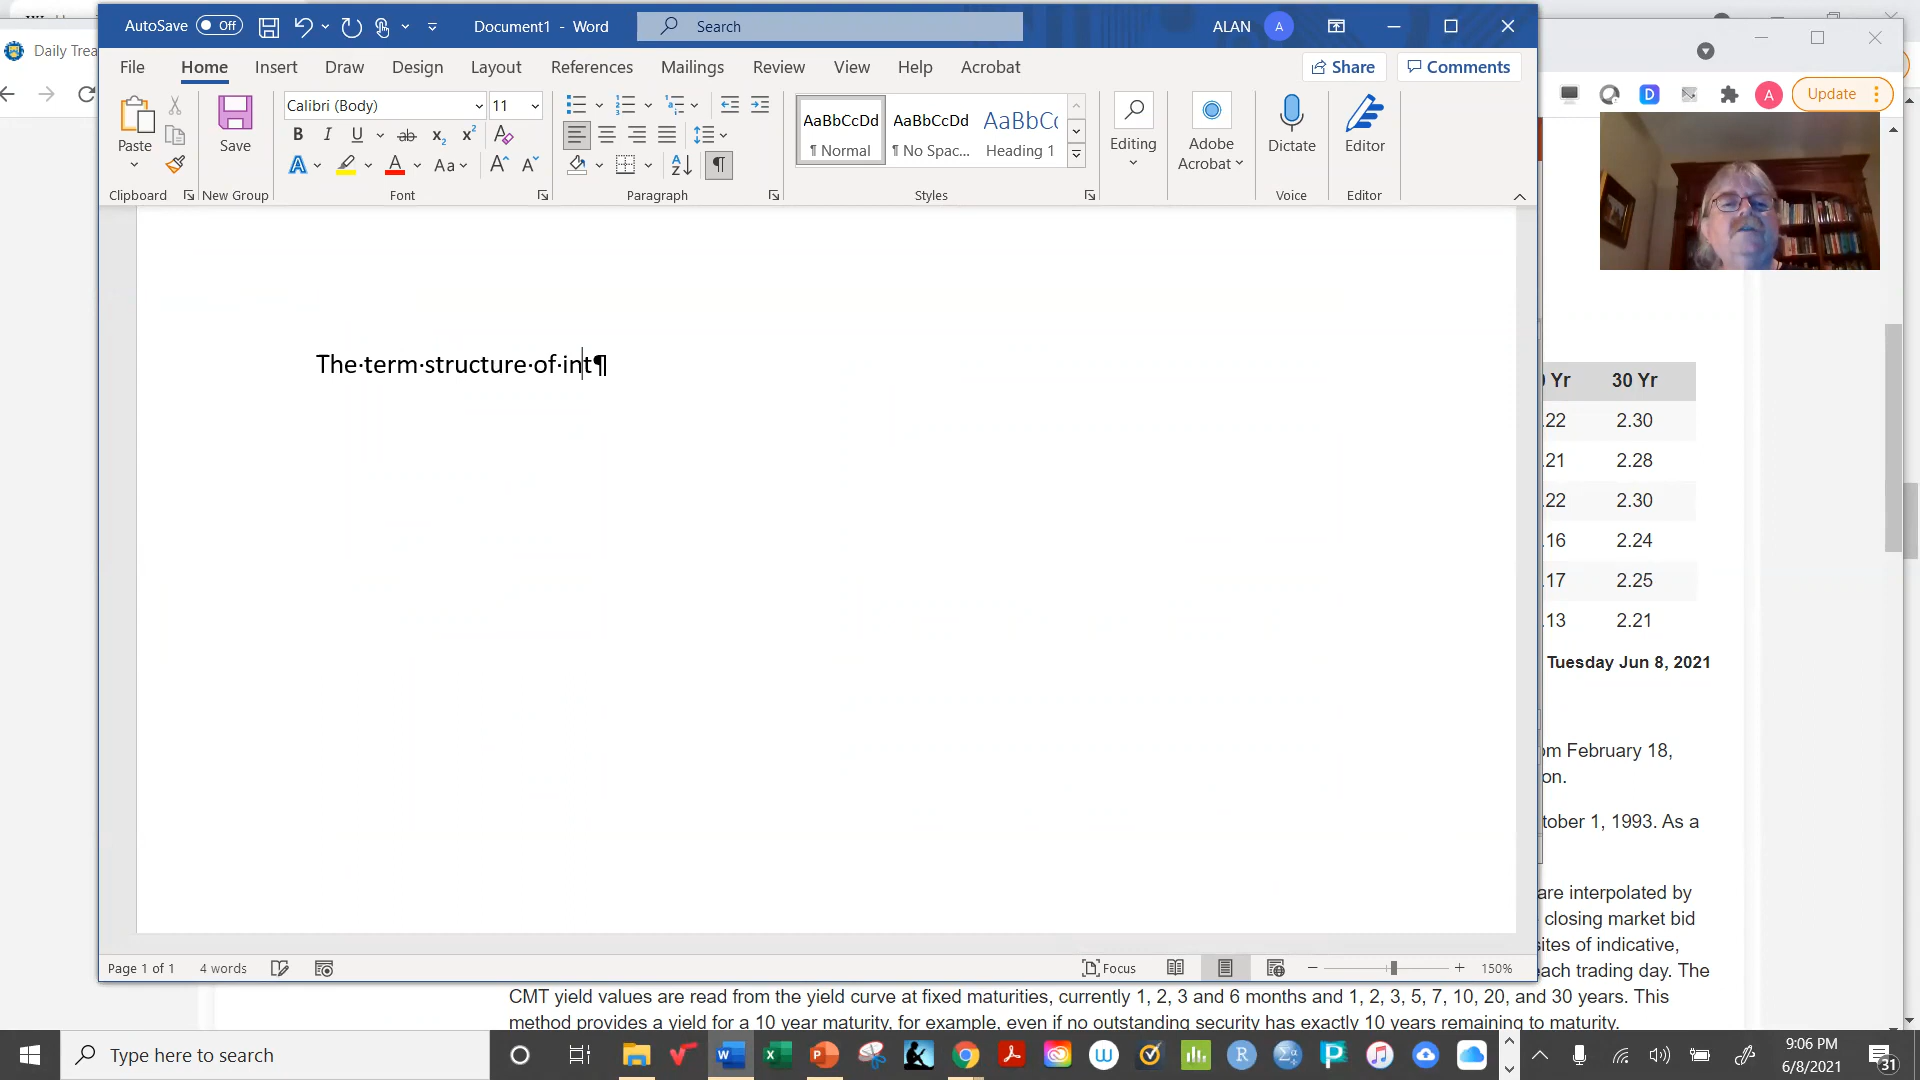 AutoSave Off Document1 - Word Search ALAN A
File Home Insert Draw Design Layout References Mailings Review View Help Acrobat Share Comments
Daily Trea
Paste Save Calibri (Body) 11 AaBbCcDd AaBbCcDd AaBbCc Editing Adobe Acrobat Dictate Editor
¶ Normal ¶ No Spac... Heading 1
Clipboard New Group Font Paragraph Styles Voice Editor
D A Update
The·term·structure·of·int¶
Yr 30 Yr
.22 2.30
.21 2.28
.22 2.30
.16 2.24
.17 2.25
.13 2.21
Tuesday Jun 8, 2021
om February 18,
on.
tober 1, 1993. As a
are interpolated by
closing market bid
sites of indicative,
each trading day. The
Page 1 of 1 4 words Focus 150%
CMT yield values are read from the yield curve at fixed maturities, currently 1, 2, 3 and 6 months and 1, 2, 3, 5, 7, 10, 20, and 30 years. This
method provides a yield for a 10 year maturity, for example, even if no outstanding security has exactly 10 years remaining to maturity.
Type here to search
9:06 PM
6/8/2021
31